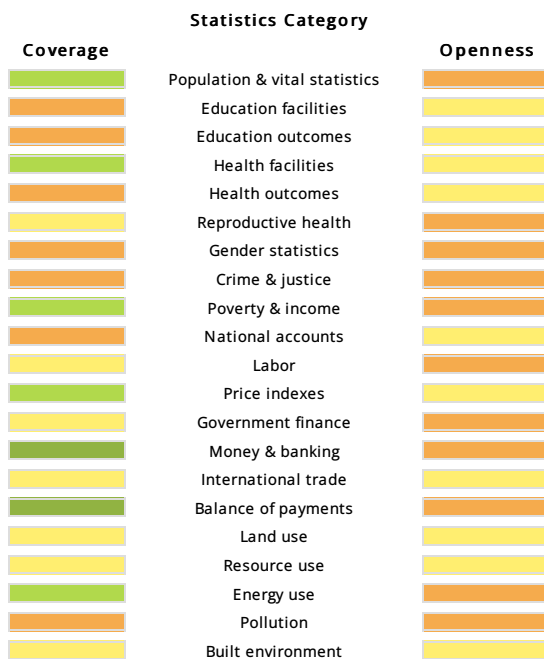 Statistics Category
Coverage Openness
Population & vital statistics
Education facilities
Education outcomes
Health facilities
Health outcomes
Reproductive health
Gender statistics
Crime & justice
Poverty & income
National accounts
Labor
Price indexes
Government finance
Money & banking
International trade
Balance of payments
Land use
Resource use
Energy use
Pollution
Built environment